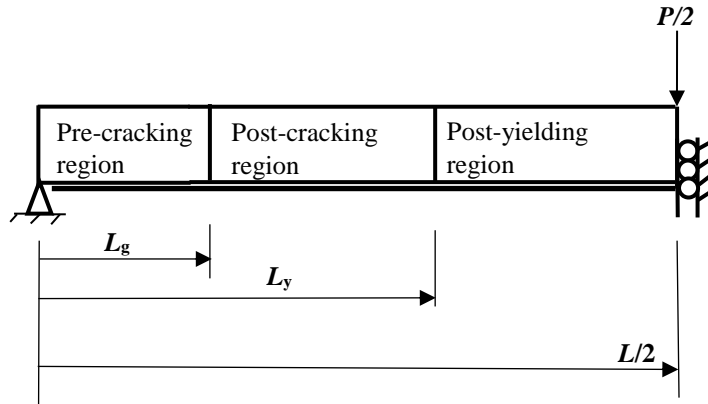 P/2
Pre-cracking region
Post-cracking region
Post-yielding region
Lg
Ly
L/2